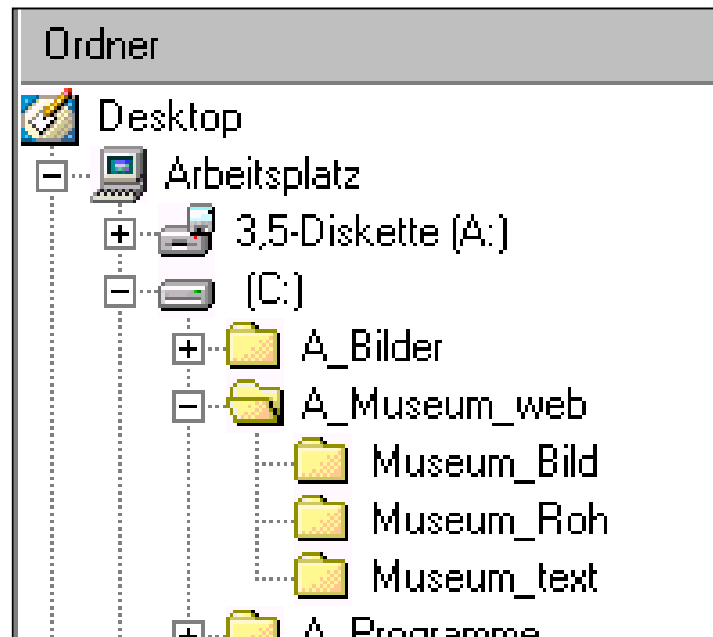 Ordner
Desktop
Arbeitsplatz
3,5-Diskette (A:)
(C:)
A_Bilder
A_Museum_web
Museum_Bild
Museum_Roh
Museum_text
A_Programme